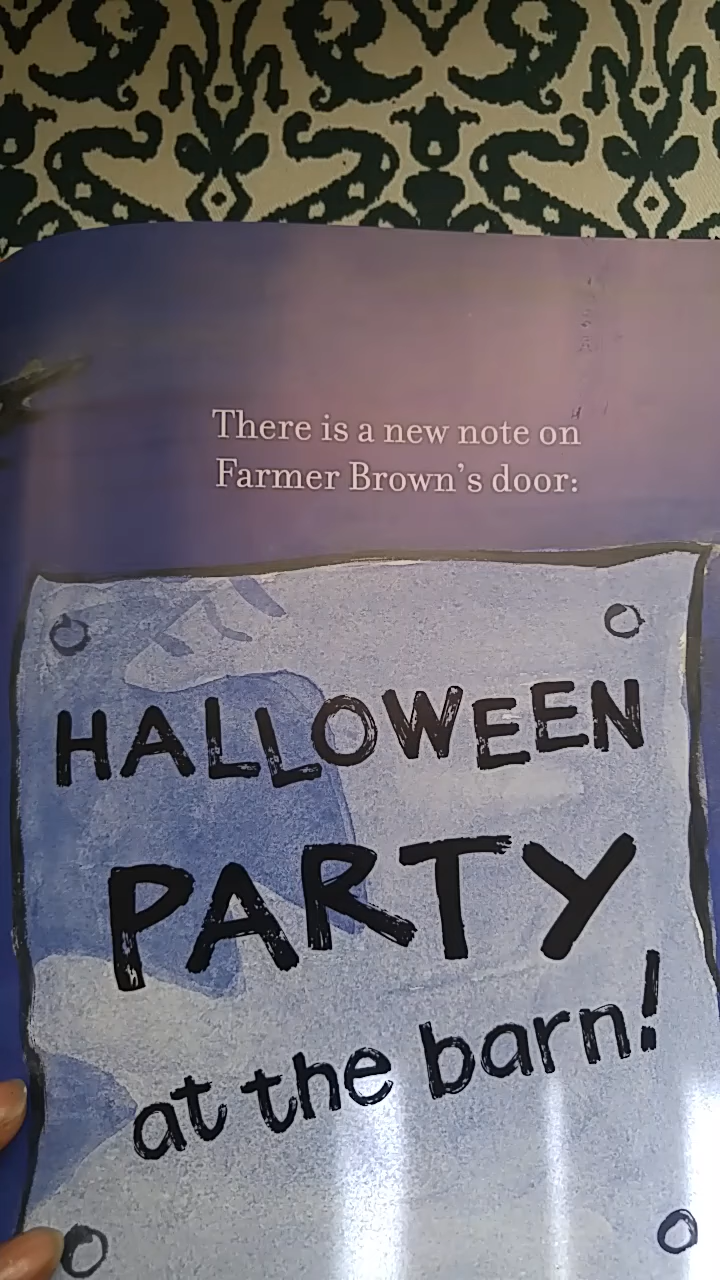 There is a new note on
Farmer Brown's door:
HALLOWEEN
PARTY
at the barn!